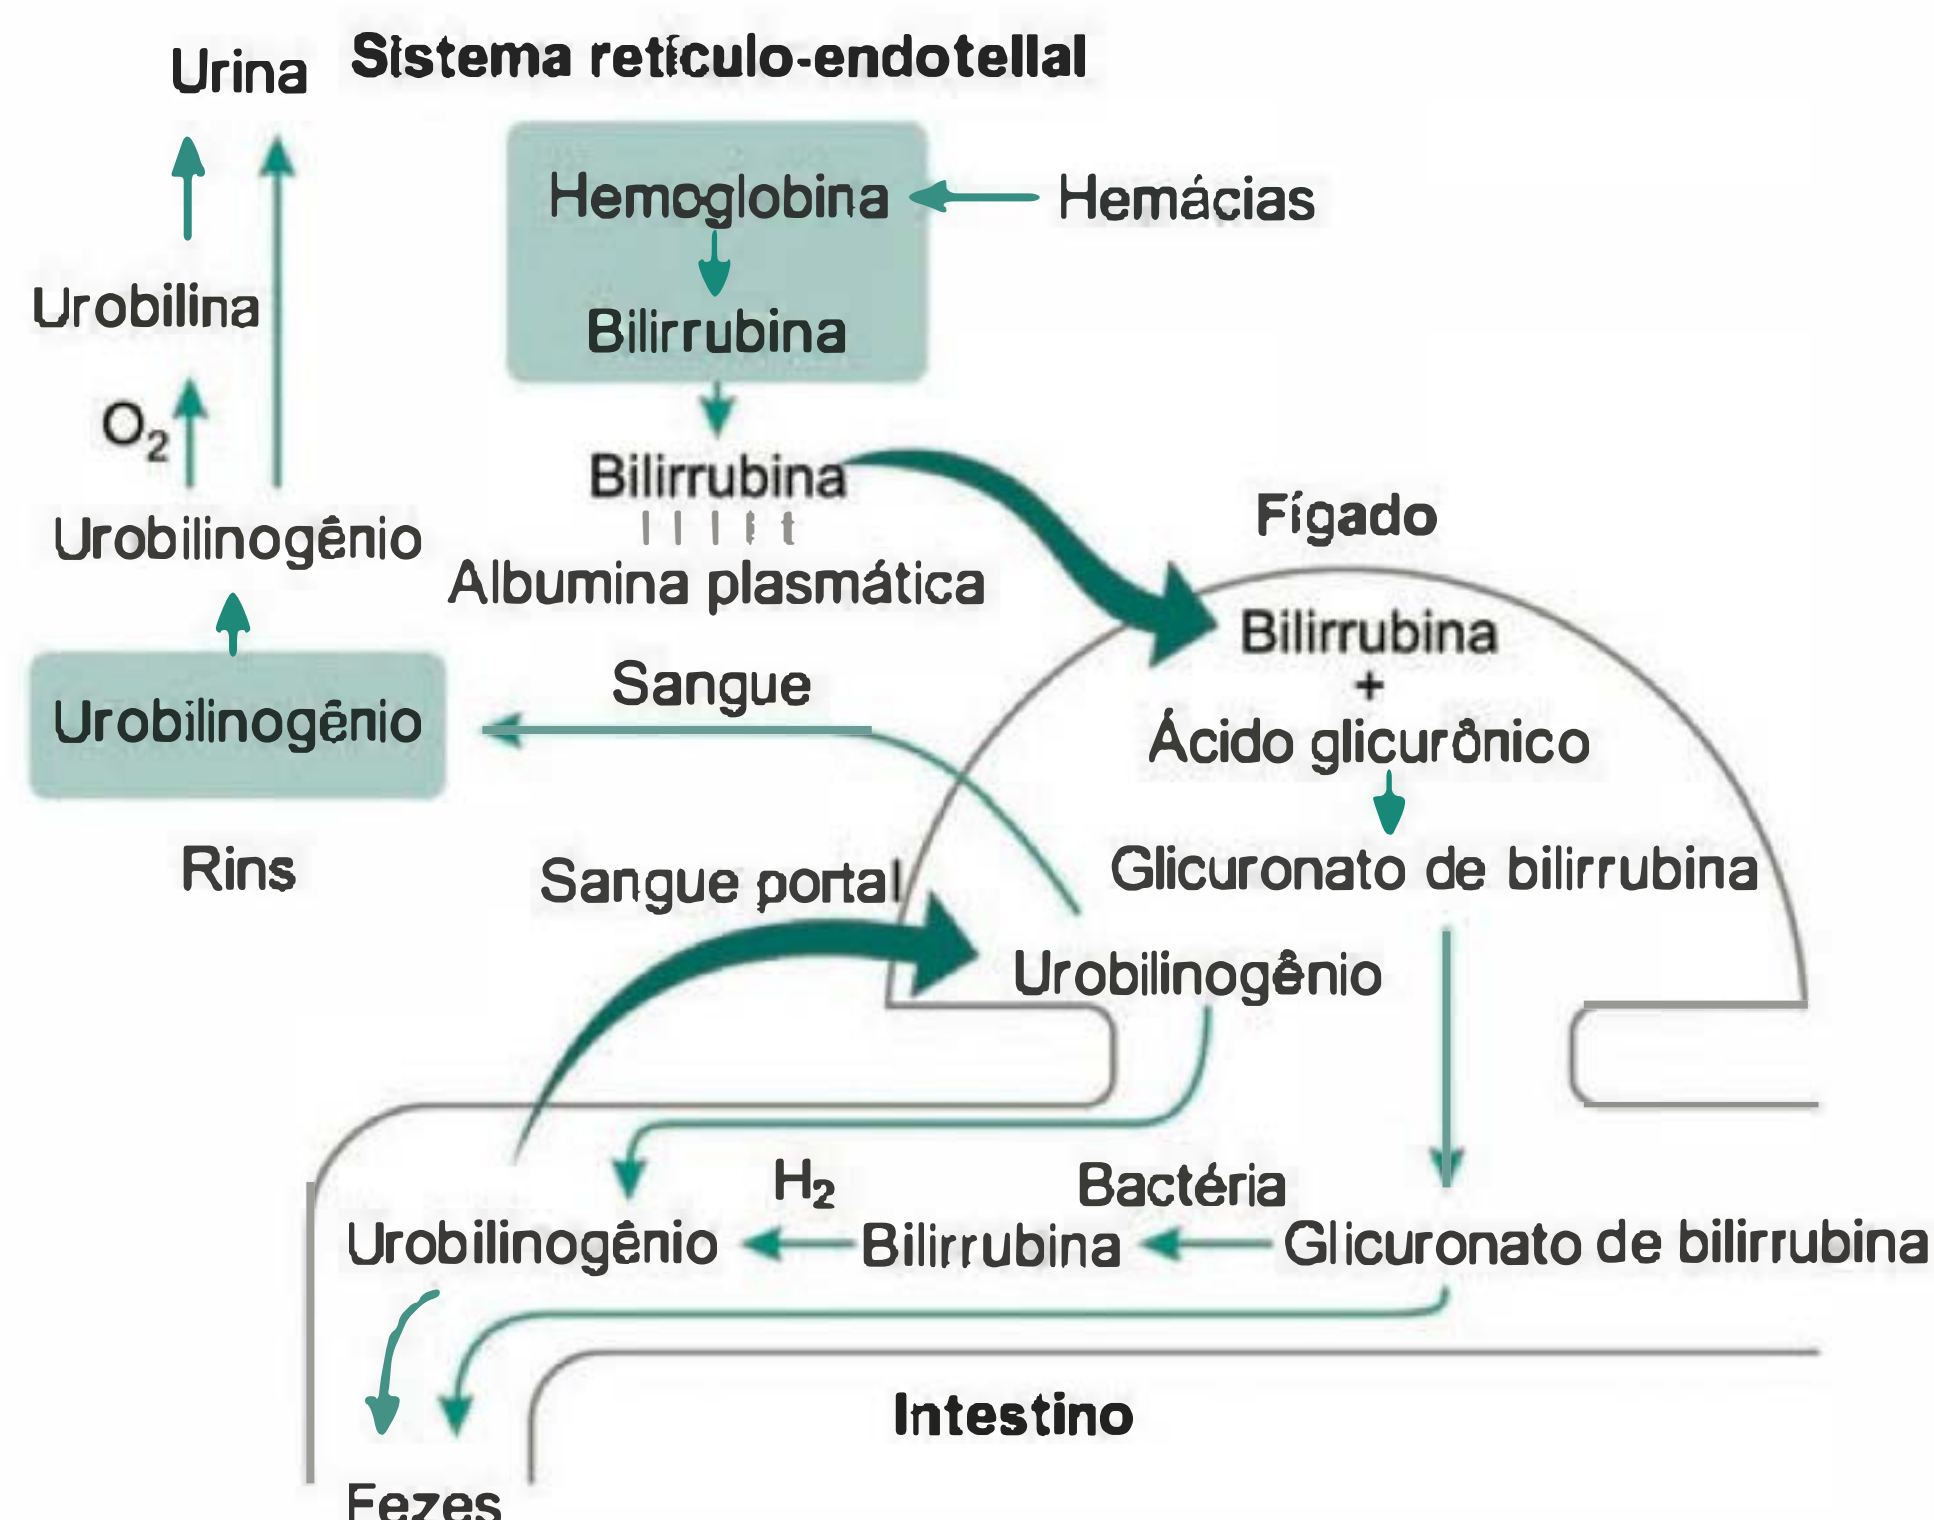 Urina
Sistema retículo-endotelial
Hemoglobina
Hemácias
Bilirrubina
Urobilina
O2
Bilirrubina
Urobilinogênio
Albumina plasmática
Fígado
Bilirrubina
+
Ácido glicurônico
Glicuronato de bilirrubina
Sangue
Urobilinogênio
Rins
Sangue portal
Urobilinogênio
H2
Bactéria
Urobilinogênio
Bilirrubina
Glicuronato de bilirrubina
Intestino
Fezes